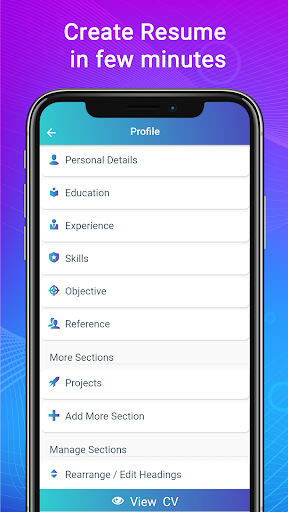 Create Resume
in few minutes
Profile
Personal Details
Education
Experience
Skills
Objective
Reference
More Sections
Projects
Add More Section
Manage Sections
Rearrange / Edit Headings
View CV